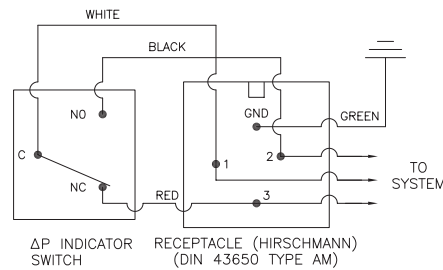 WHITE
BLACK
NO
GND
GREEN
C
1
2
TO
SYSTEM
NC
RED
3
ΔP INDICATOR
SWITCH
RECEPTACLE (HIRSCHMANN)
(DIN 43650 TYPE AM)